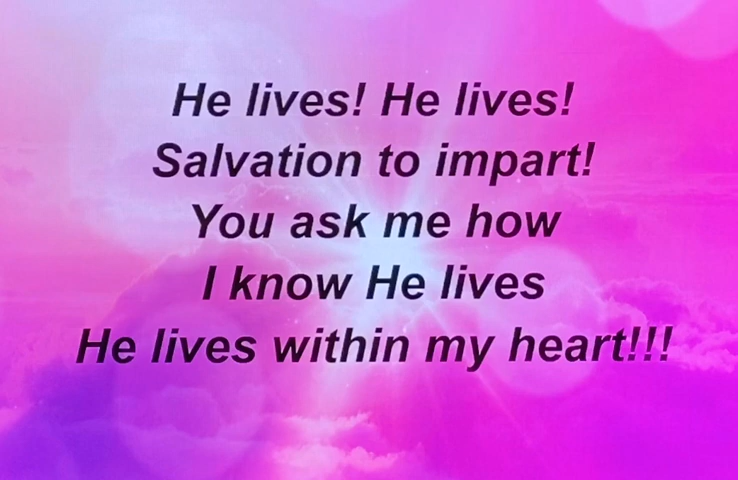 He lives! He lives!
Salvation to impart!
You ask me how
I know He lives
He lives within my heart!!!